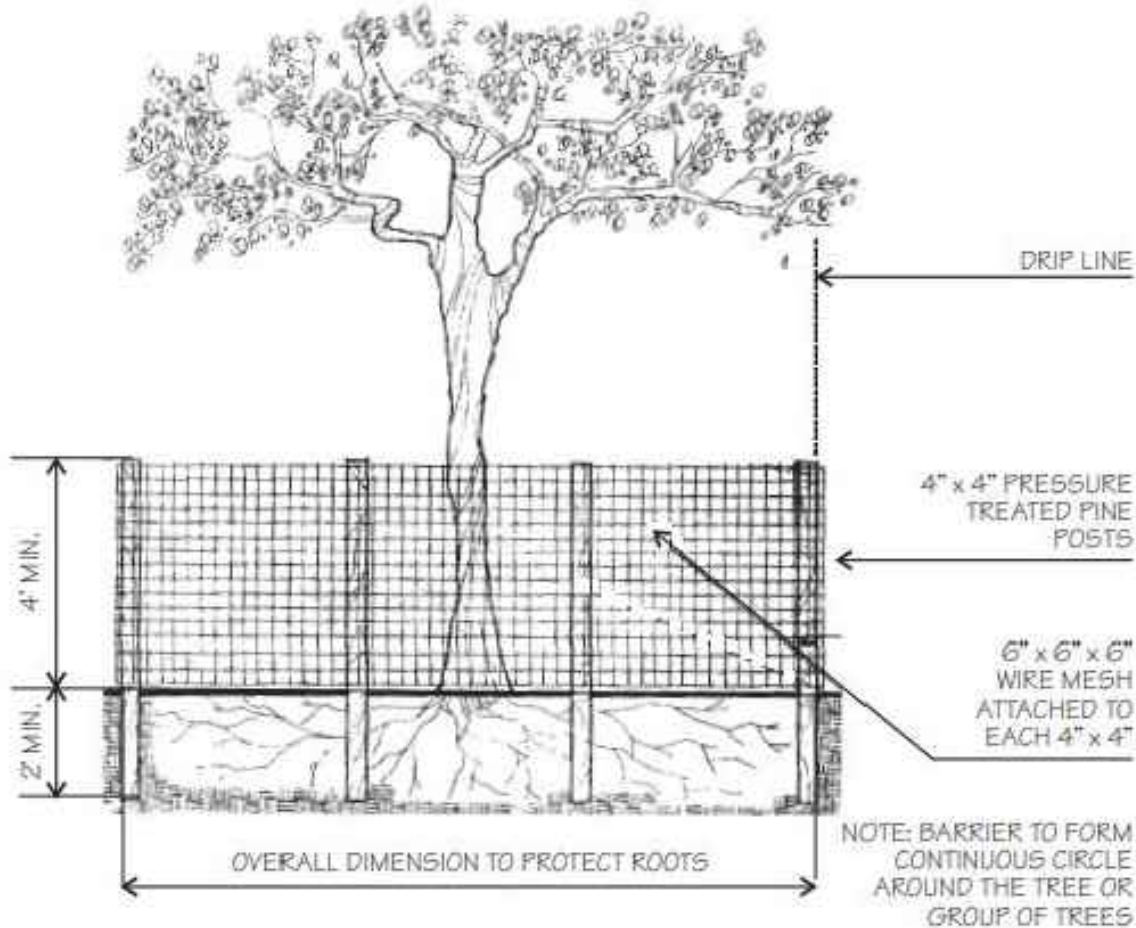 DRIP LINE
4" x 4" PRESSURE
TREATED PINE
POSTS
4' MIN.
6" x 6" x 6"
WIRE MESH
ATTACHED TO
EACH 4" x 4"
2' MIN.
OVERALL DIMENSION TO PROTECT ROOTS
NOTE: BARRIER TO FORM
CONTINUOUS CIRCLE
AROUND THE TREE OR
GROUP OF TREES